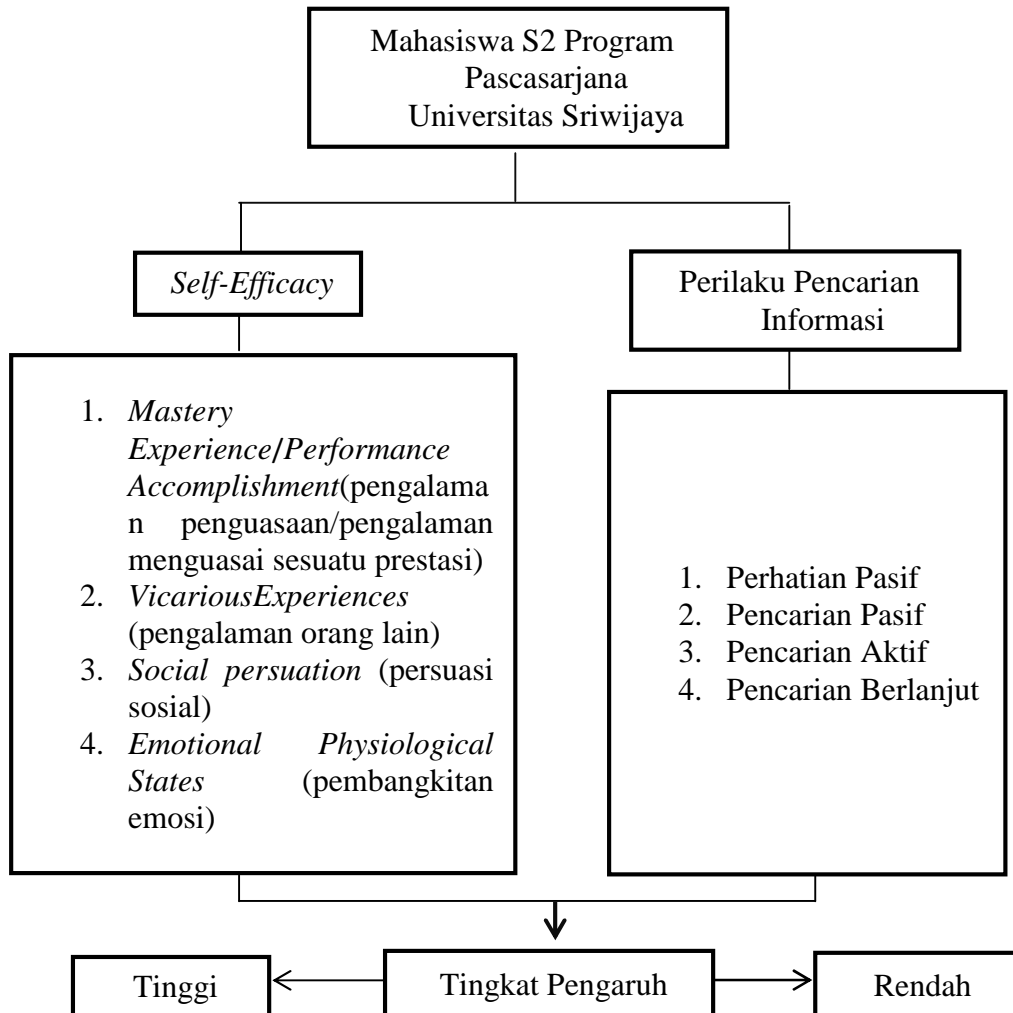 Mahasiswa S2 Program
Pascasarjana
Universitas Sriwijaya
Self-Efficacy
Perilaku Pencarian
Informasi
1. Mastery
Experience/Performance
Accomplishment(pengalama
n penguasaan/pengalaman
menguasai sesuatu prestasi)
2. VicariousExperiences
(pengalaman orang lain)
3. Social persuation (persuasi
sosial)
4. Emotional Physiological
States (pembangkitan
emosi)
1. Perhatian Pasif
2. Pencarian Pasif
3. Pencarian Aktif
4. Pencarian Berlanjut
Tinggi
Tingkat Pengaruh
Rendah